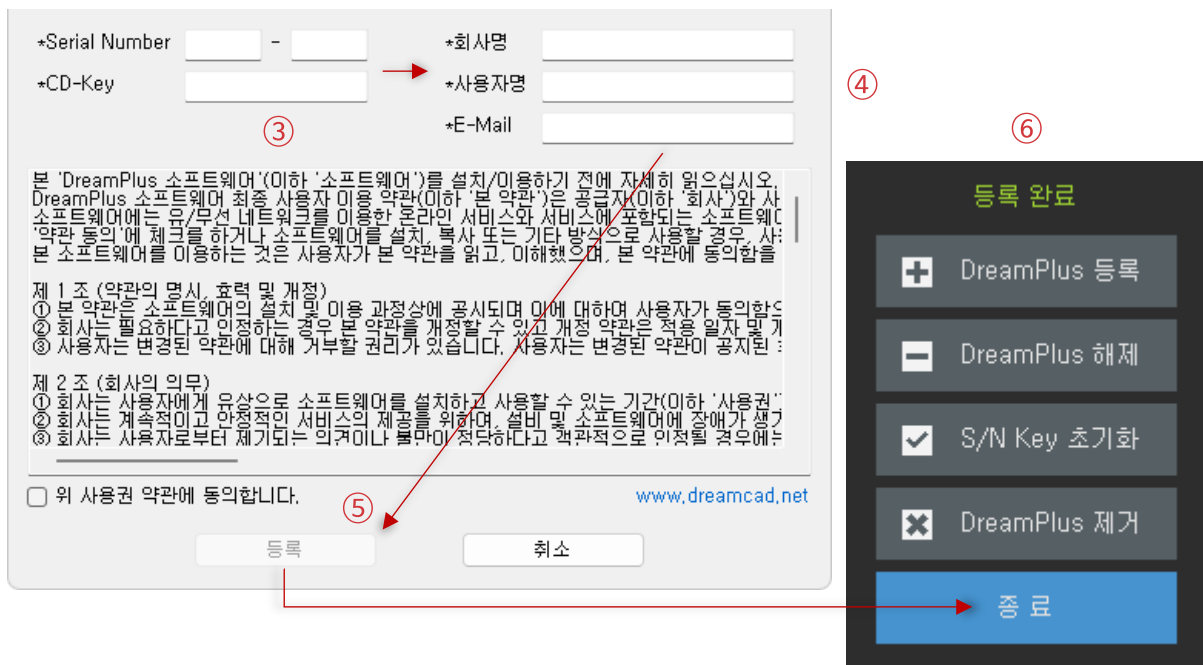 *Serial Number - *회사명
*CD-Key *사용자명
④
③ *E-Mail
⑥
본 'DreamPlus 소프트웨어'(이하 '소프트웨어')를 설치/이용하기 전에 자세히 읽으십시오.
DreamPlus 소프트웨어 최종 사용자 이용 약관(이하 '본 약관')은 공급자(이하 '회사')와 사
소프트웨어에는 유/무선 네트워크를 이용한 온라인 서비스와 서비스에 포함되는 소프트웨어
'약관 동의'에 체크를 하거나 소프트웨어를 설치, 복사 또는 기타 방식으로 사용할 경우, 사
본 소프트웨어를 이용하는 것은 사용자가 본 약관을 읽고, 이해했으며, 본 약관에 동의함을
제 1 조 (약관의 명시, 효력 및 개정)
① 본 약관은 소프트웨어의 설치 및 이용 과정상에 공시되며 이에 대하여 사용자가 동의함으
② 회사는 필요하다고 인정하는 경우 본 약관을 개정할 수 있고 개정 약관은 적용 일자 및 개
③ 사용자는 변경된 약관에 대해 거부할 권리가 있습니다. 사용자는 변경된 약관이 공지된
제 2 조 (회사의 의무)
① 회사는 사용자에게 유상으로 소프트웨어를 설치하고 사용할 수 있는 기간(이하 '사용권'
② 회사는 계속적이고 안정적인 서비스의 제공을 위하여, 설비 및 소프트웨어에 장애가 생기
③ 회사는 사용자로부터 제기되는 의견이나 불만이 정당하다고 객관적으로 인정될 경우에는
위 사용권 약관에 동의합니다. www.dreamcad.net
⑤
등록 취소
등록 완료
DreamPlus 등록
DreamPlus 해제
S/N Key 초기화
DreamPlus 제거
종 료